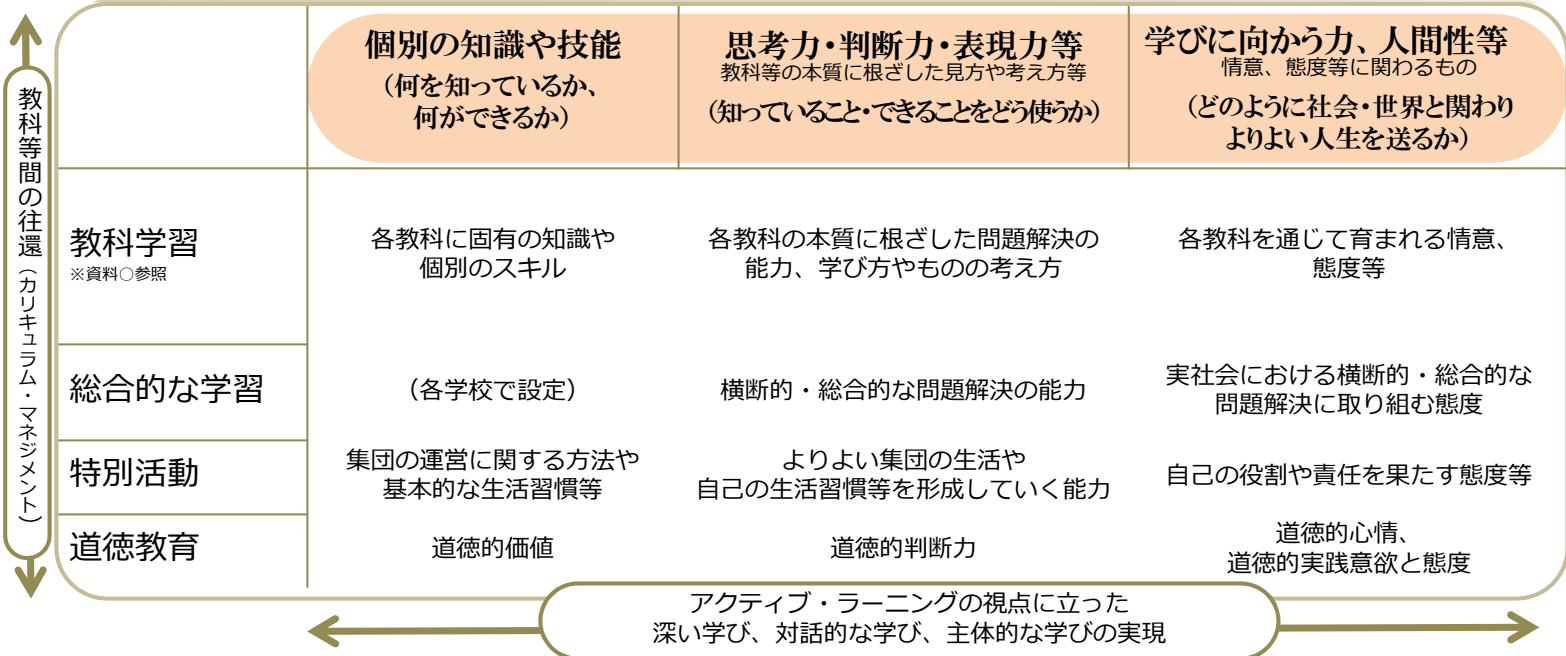 教科等間の往還(カリキュラム・マネジメント)
個別の知識や技能
(何を知っているか、
何ができるか)
思考力・判断力・表現力等
教科等の本質に根ざした見方や考え方等
(知っていること・できることをどう使うか)
学びに向かう力、人間性等
情意、態度等に関わるもの
(どのように社会・世界と関わり
よりよい人生を送るか)
教科学習
※資料○参照
各教科に固有の知識や
個別のスキル
各教科の本質に根ざした問題解決の
能力、学び方やものの考え方
各教科を通じて育まれる情意、
態度等
総合的な学習
(各学校で設定)
横断的・総合的な問題解決の能力
実社会における横断的・総合的な
問題解決に取り組む態度
特別活動
集団の運営に関する方法や
基本的な生活習慣等
よりよい集団の生活や
自己の生活習慣等を形成していく能力
自己の役割や責任を果たす態度等
道徳教育
道徳的価値
道徳的判断力
道徳的心情、
道徳的実践意欲と態度
アクティブ・ラーニングの視点に立った
深い学び、対話的な学び、主体的な学びの実現